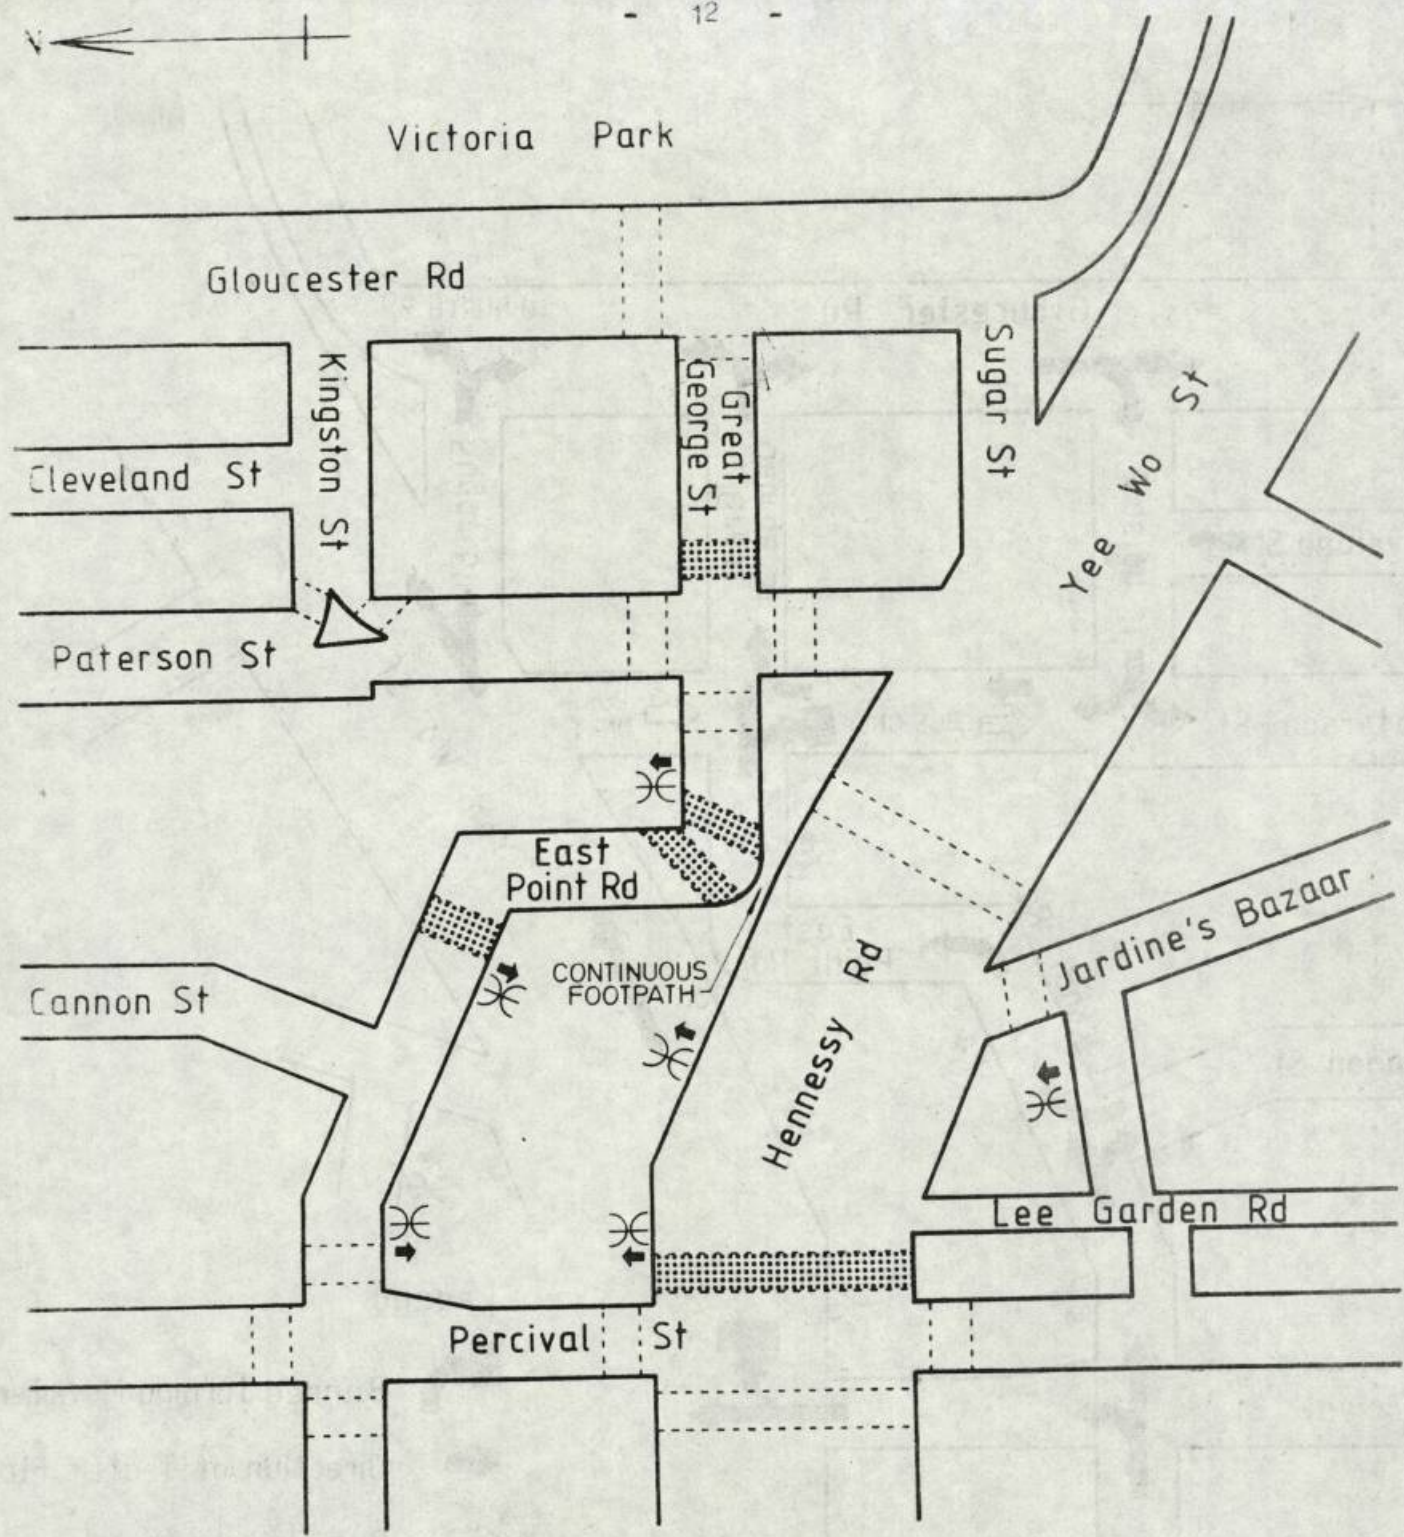 - 12 -
N
Victoria Park
Gloucester Rd
Kingston St
Great
George St
Sugar St
Cleveland St
Yee Wo St
Paterson St
East
Point Rd
Jardine's Bazaar
CONTINUOUS
FOOTPATH
Cannon St
Hennessy Rd
Lee Garden Rd
Percival St